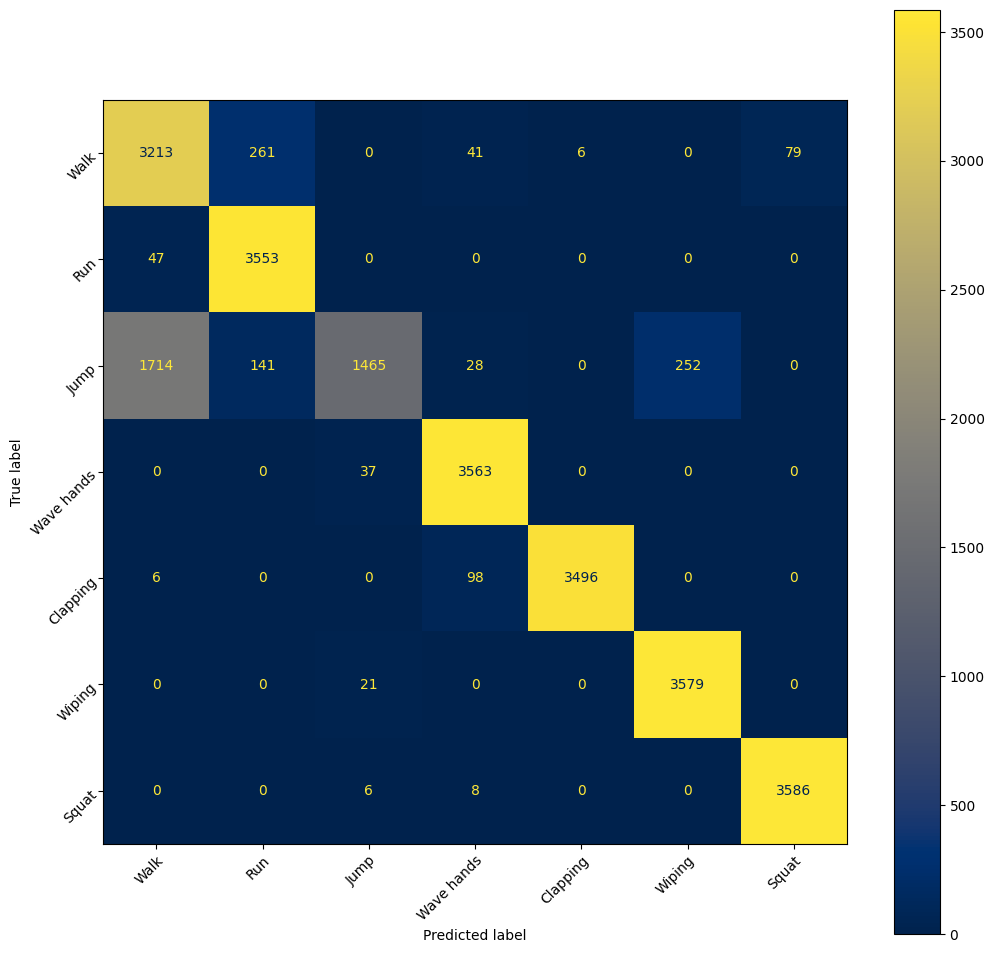 Walk 3213 261 0 41 6 0 79
Run 47 3553 0 0 0 0 0
Jump 1714 141 1465 28 0 252 0
Wave hands 0 0 37 3563 0 0 0
Clapping 6 0 0 98 3496 0 0
Wiping 0 0 21 0 0 3579 0
Squat 0 0 6 8 0 0 3586
Walk Run Jump Wave hands Clapping Wiping Squat
Predicted label
True label
3500
3000
2500
2000
1500
1000
500
0